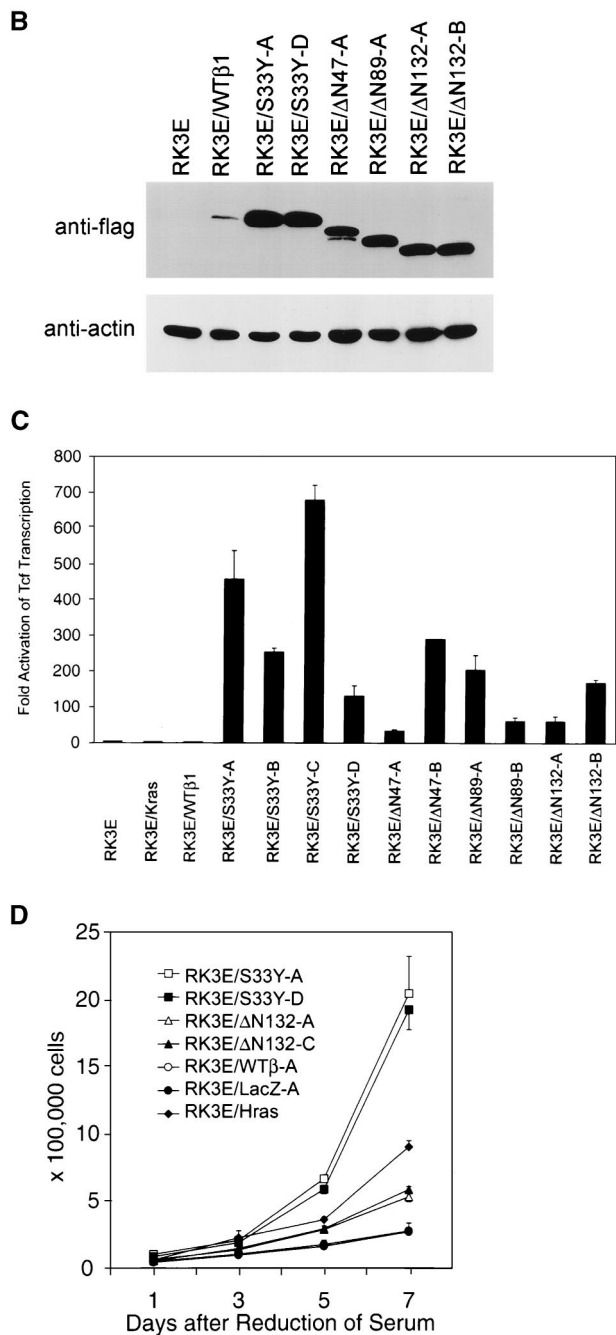 B
RK3E
RK3E/WTβ1
RK3E/S33Y-A
RK3E/S33Y-D
RK3E/ΔN47-A
RK3E/ΔN89-A
RK3E/ΔN132-A
RK3E/ΔN132-B
anti-flag
anti-actin
C
Fold Activation of Tcf Transcription
800
700
600
500
400
300
200
100
0
RK3E
RK3E/Kras
RK3E/WTβ1
RK3E/S33Y-A
RK3E/S33Y-B
RK3E/S33Y-C
RK3E/S33Y-D
RK3E/ΔN47-A
RK3E/ΔN47-B
RK3E/ΔN89-A
RK3E/ΔN89-B
RK3E/ΔN132-A
RK3E/ΔN132-B
D
x 100,000 cells
25
20
15
10
5
0
RK3E/S33Y-A
RK3E/S33Y-D
RK3E/ΔN132-A
RK3E/ΔN132-C
RK3E/WTβ-A
RK3E/LacZ-A
RK3E/Hras
1 3 5 7
Days after Reduction of Serum